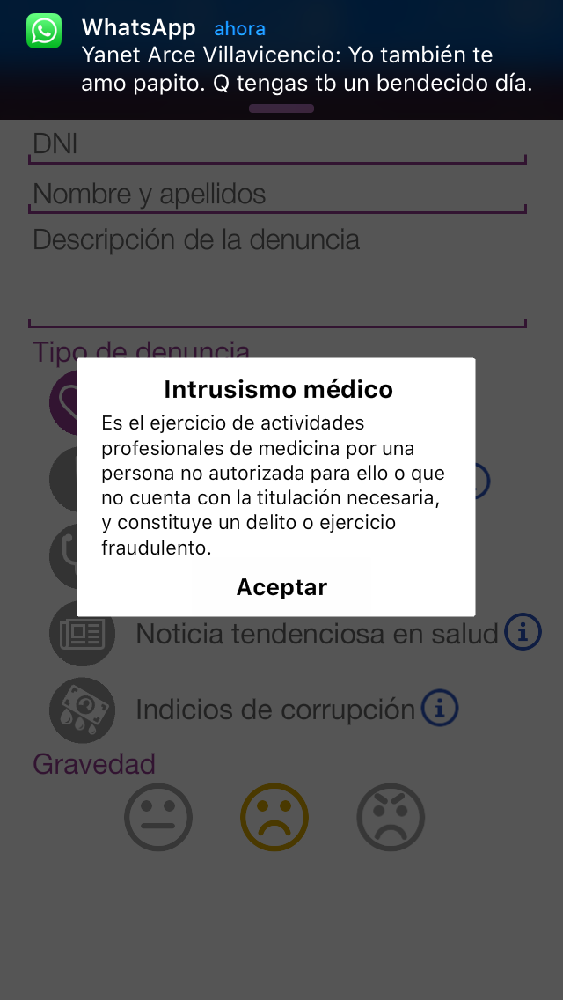 WhatsApp ahora
Yanet Arce Villavicencio: Yo también te
amo papito. Q tengas tb un bendecido día.
DNI
Nombre y apellidos
Descripción de la denuncia
Tipo de denuncia
Intrusismo médico
Es el ejercicio de actividades
profesionales de medicina por una
persona no autorizada para ello o que
no cuenta con la titulación necesaria,
y constituye un delito o ejercicio
fraudulento.
Aceptar
Noticia tendenciosa en salud
Indicios de corrupción
Gravedad